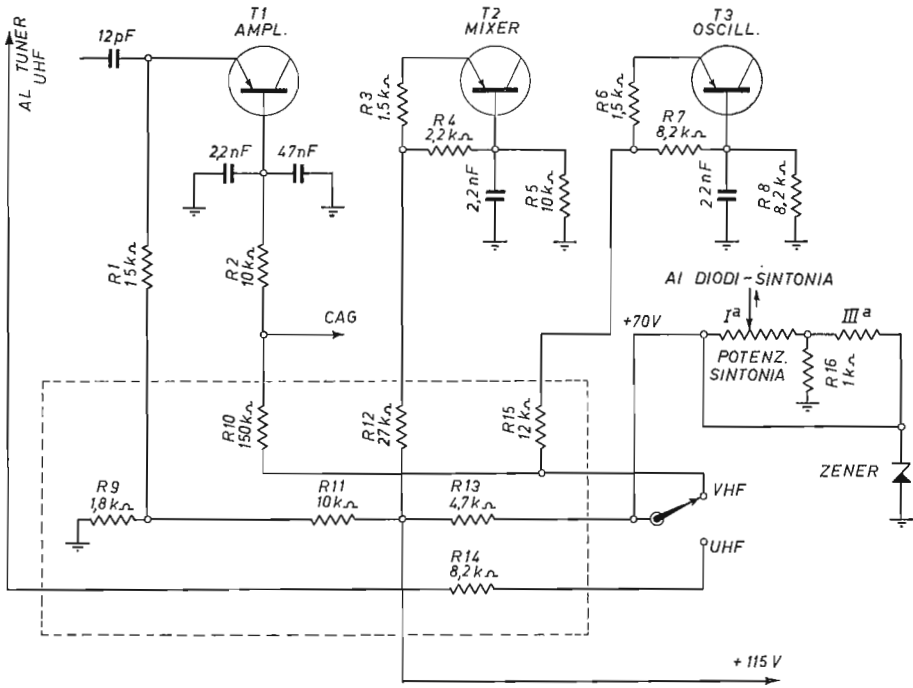 AL TUNER
UHF
12pF
T1
AMPL.
T2
MIXER
T3
OSCILL.
R3
1.5kΩ
R4
2,2kΩ
R6
1,5kΩ
R7
8,2kΩ
2,2nF
47nF
2,2nF
R5
10kΩ
22nF
R8
8,2kΩ
R1
15kΩ
R2
10kΩ
CAG
AI DIODI-SINTONIA
+70V
Iª
IIIª
POTENZ.
SINTONIA
R16
1kΩ
R10
150kΩ
R12
27kΩ
R15
12kΩ
ZENER
R9
1,8kΩ
R11
10kΩ
R13
4,7kΩ
VHF
UHF
R14
8,2kΩ
+115V